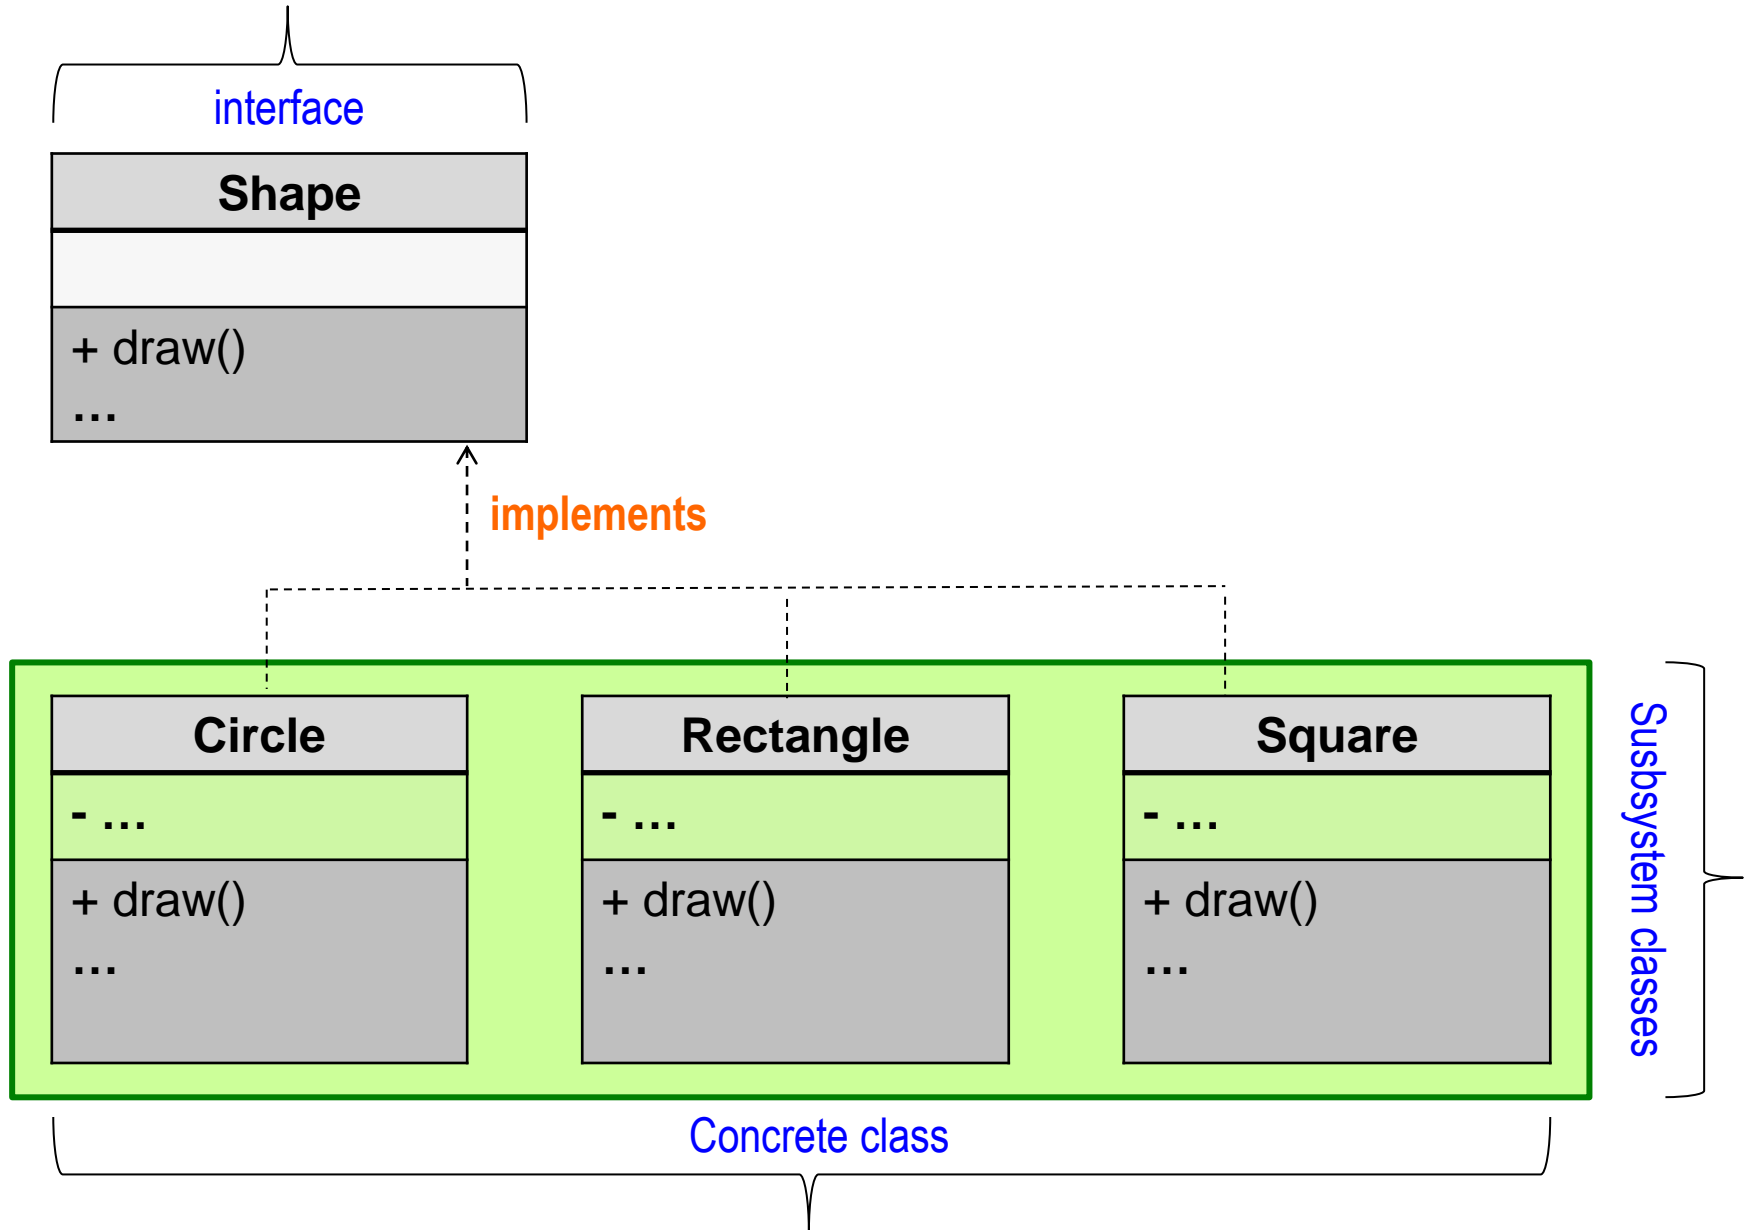 interface
Shape
+ draw()
...
implements
Circle
- ...
+ draw()
...
Rectangle
- ...
+ draw()
...
Square
- ...
+ draw()
...
Susbsystem classes
Concrete class